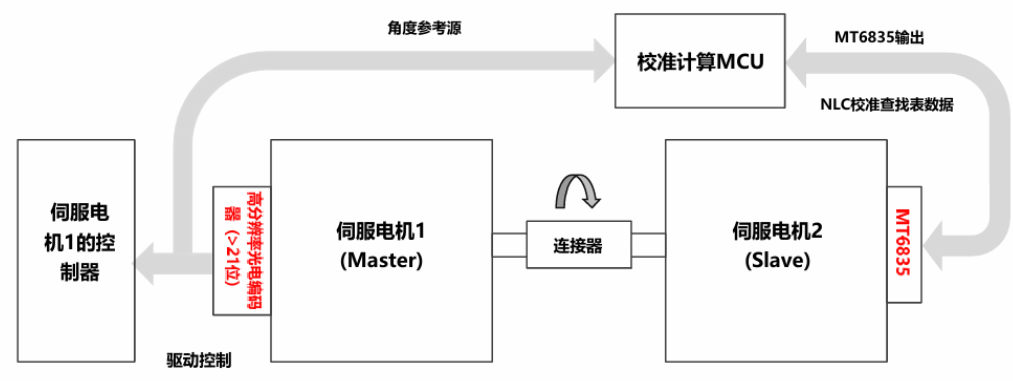 角度参考源
校准计算MCU
MT6835输出
NLC校准查找表数据
伺服电
机1的控
制器
高分辨率光电编码
器（>21位）
伺服电机1
(Master)
连接器
伺服电机2
(Slave)
MT6835
驱动控制